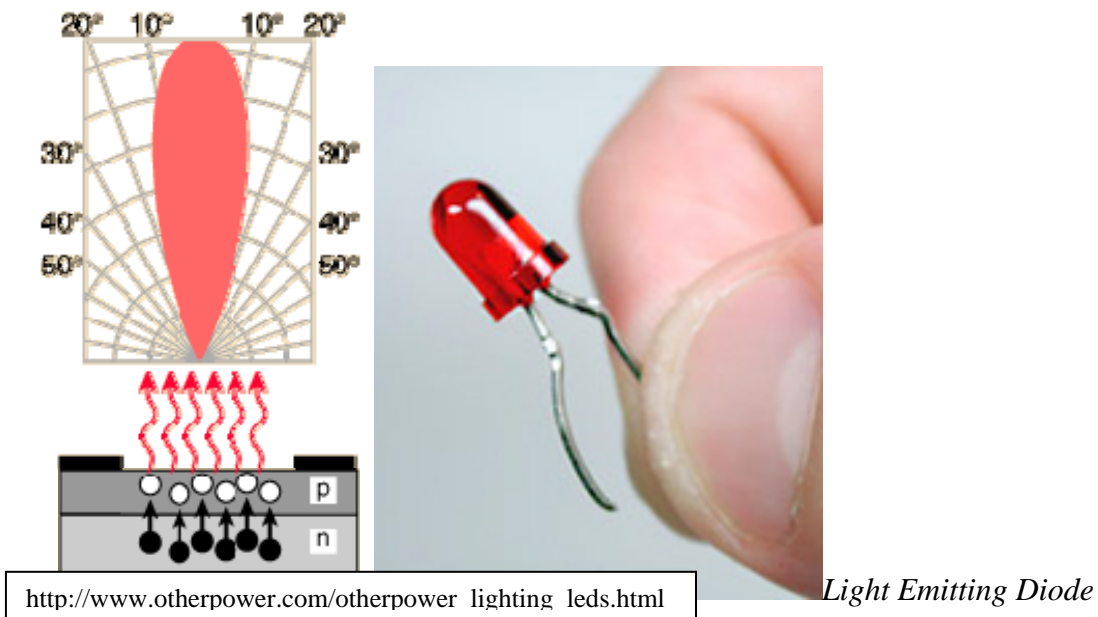 20° 10° 10° 20°
30° 30°
40° 40°
50° 50°
p
n
http://www.otherpower.com/otherpower_lighting_leds.html
Light Emitting Diode